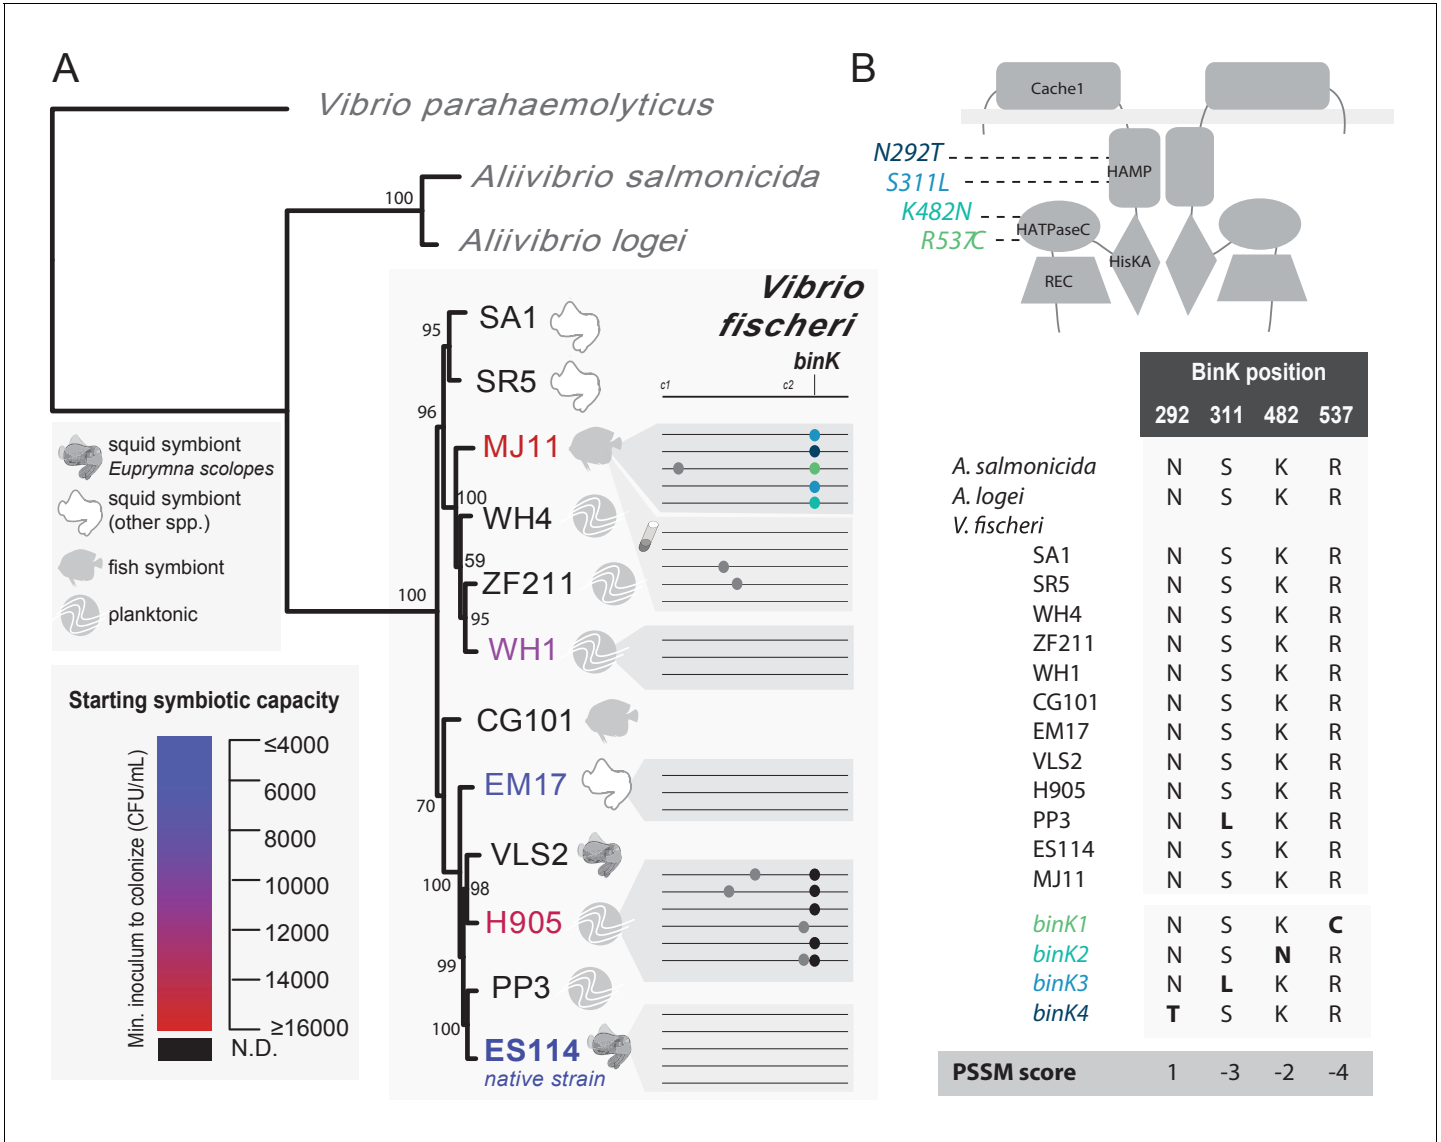 A
Vibrio parahaemolyticus
Aliivibrio salmonicida
100
Aliivibrio logei
Vibrio
fischeri
binK
c1
c2
SA1
95
SR5
96
MJ11
100
WH4
59
ZF211
100
95
WH1
CG101
EM17
70
VLS2
100
98
H905
99
PP3
100
ES114
native strain
squid symbiont
Euprymna scolopes
squid symbiont
(other spp.)
fish symbiont
planktonic
Starting symbiotic capacity
Min. inoculum to colonize (CFU/mL)
≤4000
6000
8000
10000
12000
14000
≥16000
N.D.
B
Cache1
N292T
HAMP
S311L
K482N
HATPaseC
R537C
HisKA
REC
BinK position
292 311 482 537
A. salmonicida N S K R
A. logei N S K R
V. fischeri
SA1 N S K R
SR5 N S K R
WH4 N S K R
ZF211 N S K R
WH1 N S K R
CG101 N S K R
EM17 N S K R
VLS2 N S K R
H905 N S K R
PP3 N L K R
ES114 N S K R
MJ11 N S K R
binK1 N S K C
binK2 N S N R
binK3 N L K R
binK4 T S K R
PSSM score 1 -3 -2 -4